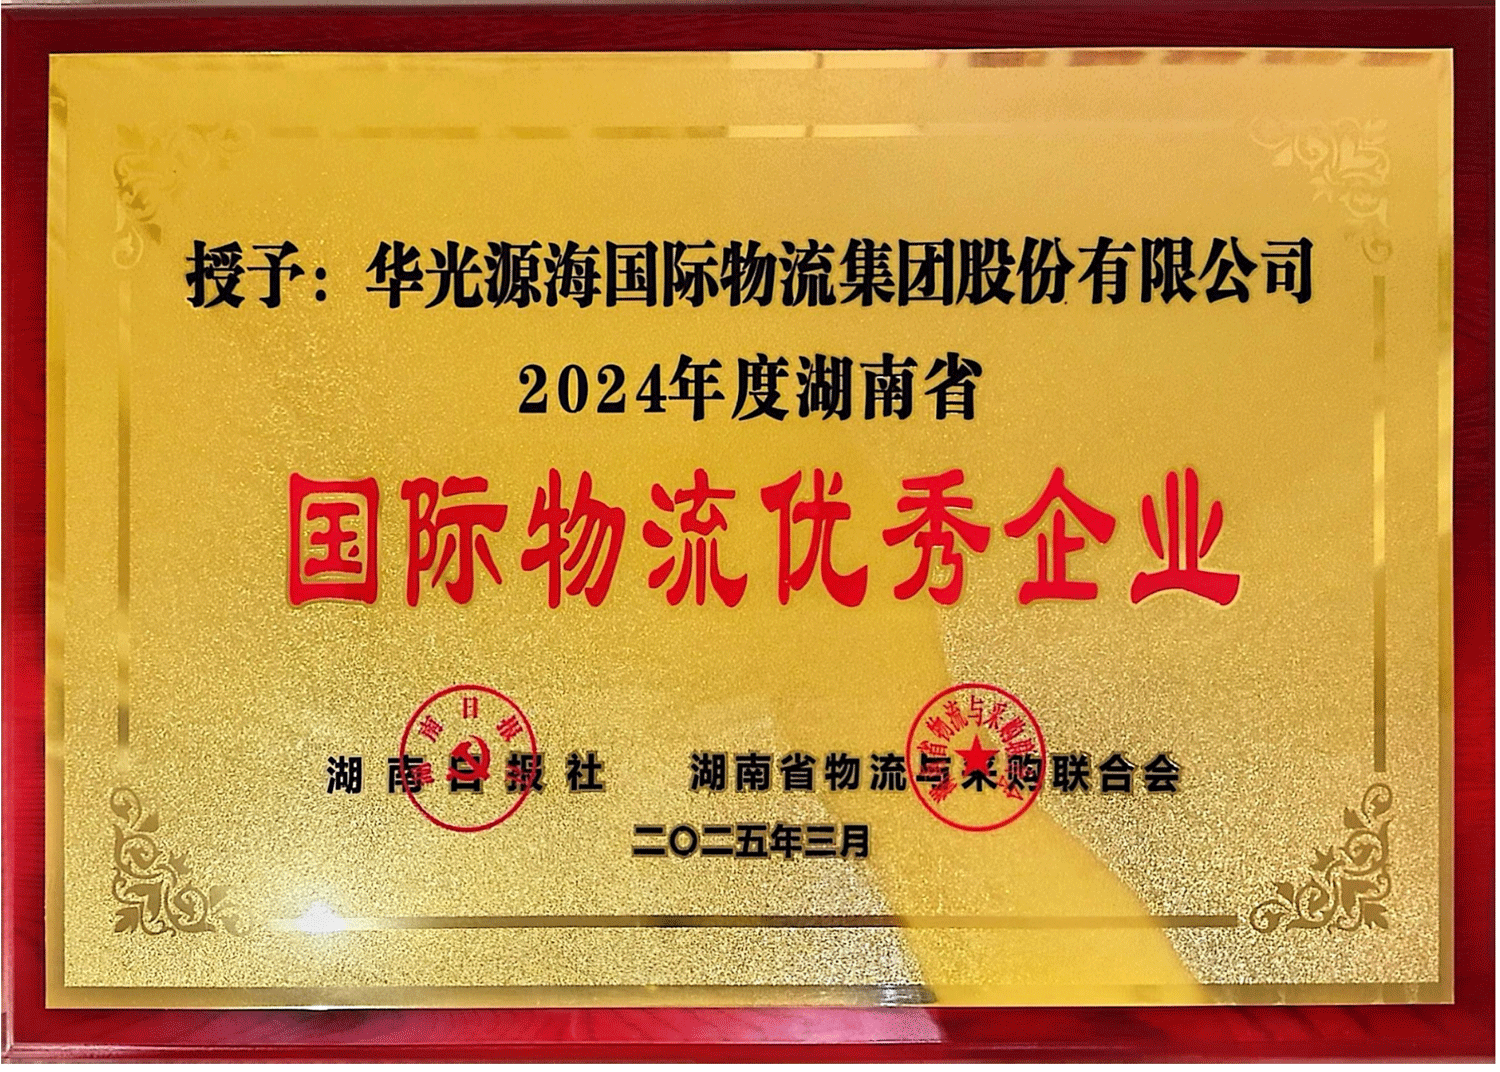 授予：华光源海国际物流集团股份有限公司
2024年度湖南省
国际物流优秀企业
湖南日报社 湖南省物流与采购联合会
二〇二五年三月